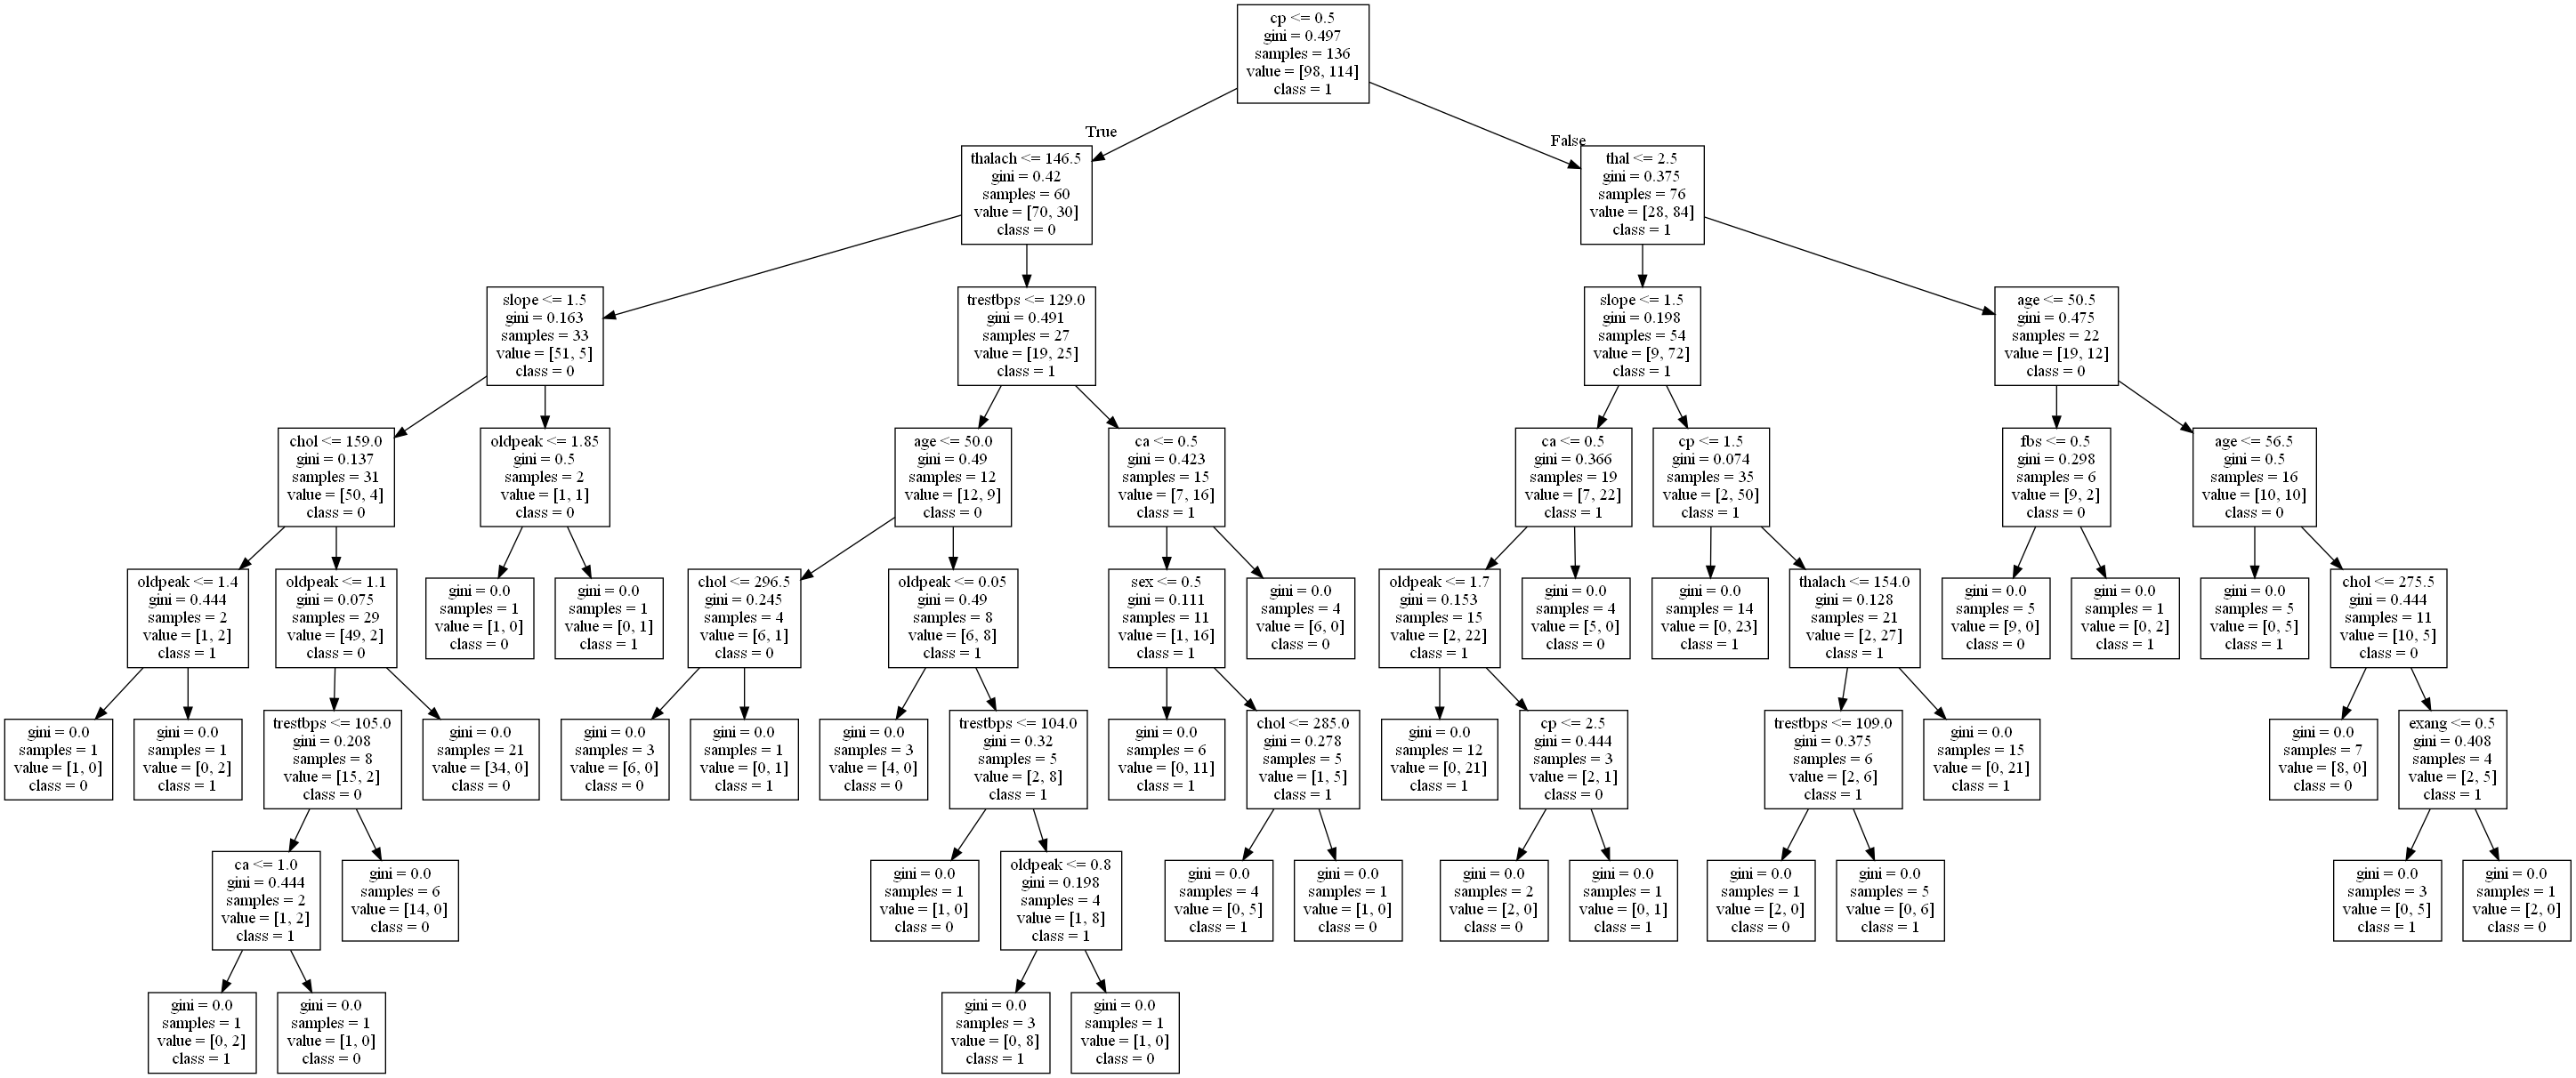 cp <= 0.5
gini = 0.497
samples = 136
value = [98, 114]
class = 1
True
False
thalach <= 146.5
gini = 0.42
samples = 60
value = [70, 30]
class = 0
thal <= 2.5
gini = 0.375
samples = 76
value = [28, 84]
class = 1
slope <= 1.5
gini = 0.163
samples = 33
value = [51, 5]
class = 0
trestbps <= 129.0
gini = 0.491
samples = 27
value = [19, 25]
class = 1
slope <= 1.5
gini = 0.198
samples = 54
value = [9, 72]
class = 1
age <= 50.5
gini = 0.475
samples = 22
value = [19, 12]
class = 0
chol <= 159.0
gini = 0.137
samples = 31
value = [50, 4]
class = 0
oldpeak <= 1.85
gini = 0.5
samples = 2
value = [1, 1]
class = 0
age <= 50.0
gini = 0.49
samples = 12
value = [12, 9]
class = 0
ca <= 0.5
gini = 0.423
samples = 15
value = [7, 16]
class = 1
ca <= 0.5
gini = 0.366
samples = 19
value = [7, 22]
class = 1
cp <= 1.5
gini = 0.074
samples = 35
value = [2, 50]
class = 1
fbs <= 0.5
gini = 0.298
samples = 6
value = [9, 2]
class = 0
age <= 56.5
gini = 0.5
samples = 16
value = [10, 10]
class = 0
oldpeak <= 1.4
gini = 0.444
samples = 2
value = [1, 2]
class = 1
oldpeak <= 1.1
gini = 0.075
samples = 29
value = [49, 2]
class = 0
gini = 0.0
samples = 1
value = [1, 0]
class = 0
gini = 0.0
samples = 1
value = [0, 1]
class = 1
chol <= 296.5
gini = 0.245
samples = 4
value = [6, 1]
class = 0
oldpeak <= 0.05
gini = 0.49
samples = 8
value = [6, 8]
class = 1
sex <= 0.5
gini = 0.111
samples = 11
value = [1, 16]
class = 1
gini = 0.0
samples = 4
value = [6, 0]
class = 0
oldpeak <= 1.7
gini = 0.153
samples = 15
value = [2, 22]
class = 1
gini = 0.0
samples = 4
value = [5, 0]
class = 0
gini = 0.0
samples = 14
value = [0, 23]
class = 1
thalach <= 154.0
gini = 0.128
samples = 21
value = [2, 27]
class = 1
gini = 0.0
samples = 5
value = [9, 0]
class = 0
gini = 0.0
samples = 1
value = [0, 2]
class = 1
gini = 0.0
samples = 5
value = [0, 5]
class = 1
chol <= 275.5
gini = 0.444
samples = 11
value = [10, 5]
class = 0
gini = 0.0
samples = 1
value = [1, 0]
class = 0
gini = 0.0
samples = 1
value = [0, 2]
class = 1
trestbps <= 105.0
gini = 0.208
samples = 8
value = [15, 2]
class = 0
gini = 0.0
samples = 21
value = [34, 0]
class = 0
gini = 0.0
samples = 3
value = [6, 0]
class = 0
gini = 0.0
samples = 1
value = [0, 1]
class = 1
gini = 0.0
samples = 3
value = [4, 0]
class = 0
trestbps <= 104.0
gini = 0.32
samples = 5
value = [2, 8]
class = 1
gini = 0.0
samples = 6
value = [0, 11]
class = 1
chol <= 285.0
gini = 0.278
samples = 5
value = [1, 5]
class = 1
gini = 0.0
samples = 12
value = [0, 21]
class = 1
cp <= 2.5
gini = 0.444
samples = 3
value = [2, 1]
class = 0
trestbps <= 109.0
gini = 0.375
samples = 6
value = [2, 6]
class = 1
gini = 0.0
samples = 15
value = [0, 21]
class = 1
gini = 0.0
samples = 7
value = [8, 0]
class = 0
exang <= 0.5
gini = 0.408
samples = 4
value = [2, 5]
class = 1
ca <= 1.0
gini = 0.444
samples = 2
value = [1, 2]
class = 1
gini = 0.0
samples = 6
value = [14, 0]
class = 0
gini = 0.0
samples = 1
value = [1, 0]
class = 0
oldpeak <= 0.8
gini = 0.198
samples = 4
value = [1, 8]
class = 1
gini = 0.0
samples = 4
value = [0, 5]
class = 1
gini = 0.0
samples = 1
value = [1, 0]
class = 0
gini = 0.0
samples = 2
value = [2, 0]
class = 0
gini = 0.0
samples = 1
value = [0, 1]
class = 1
gini = 0.0
samples = 1
value = [2, 0]
class = 0
gini = 0.0
samples = 5
value = [0, 6]
class = 1
gini = 0.0
samples = 3
value = [0, 5]
class = 1
gini = 0.0
samples = 1
value = [2, 0]
class = 0
gini = 0.0
samples = 1
value = [0, 2]
class = 1
gini = 0.0
samples = 1
value = [1, 0]
class = 0
gini = 0.0
samples = 3
value = [0, 8]
class = 1
gini = 0.0
samples = 1
value = [1, 0]
class = 0